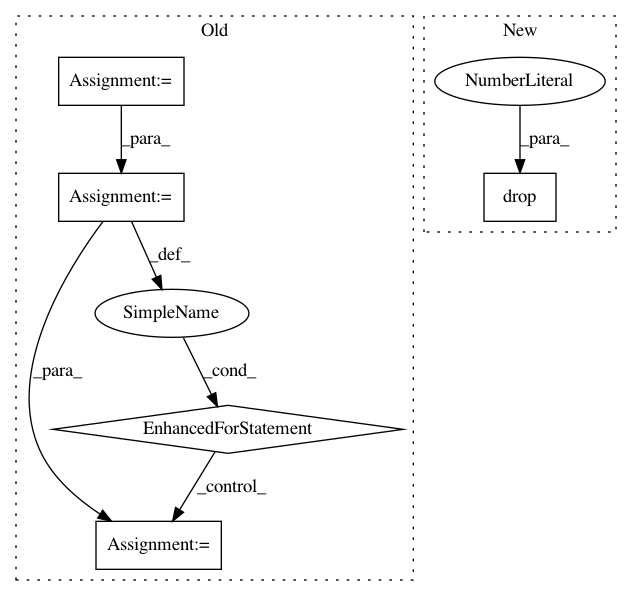 Old
New
Assignment:=
NumberLiteral
_para_
_para_
Assignment:=
drop
_def_
SimpleName
_para_
_cond_
EnhancedForStatement
_control_
Assignment:=